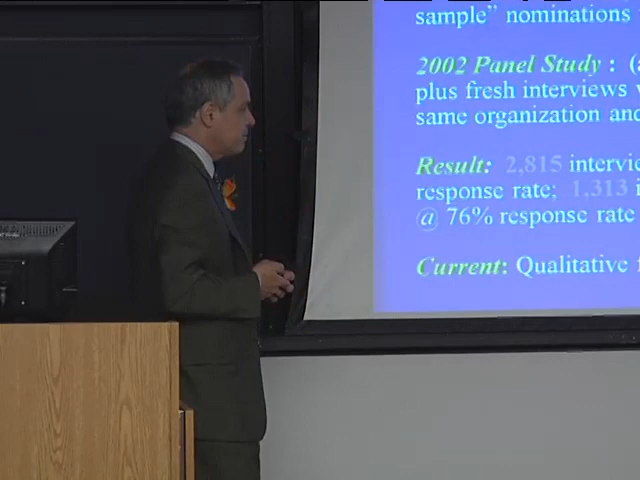 sample” nominations
2002 Panel Study : (
plus fresh interviews
same organization and
Result: 2,815
response rate; 1,313
@ 76% response rate
Current: Qualitative